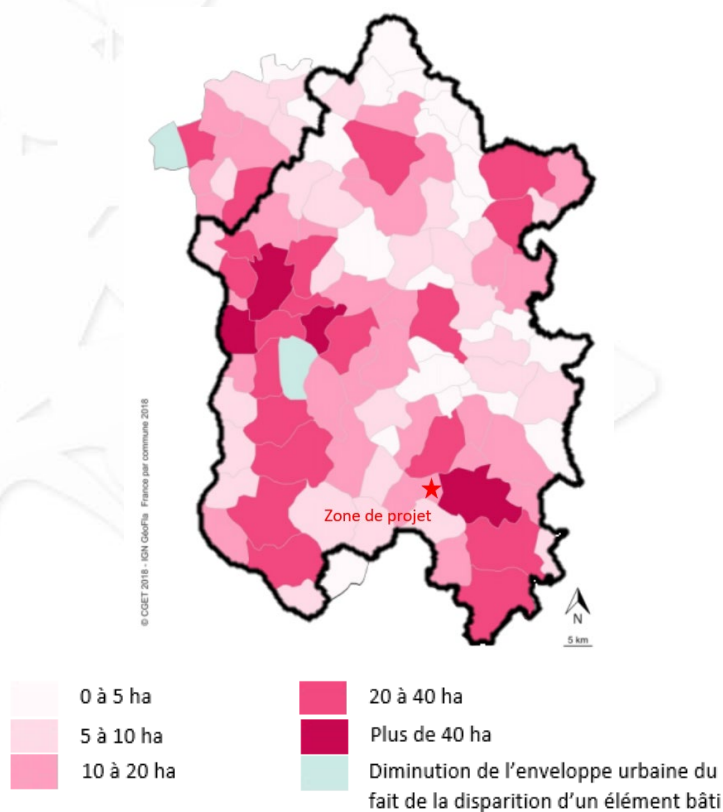 © CGET 2018 - IGN GéoFla France par commune 2018
Zone de projet
N
5 km
0 à 5 ha
5 à 10 ha
10 à 20 ha
20 à 40 ha
Plus de 40 ha
Diminution de l’enveloppe urbaine du
fait de la disparition d’un élément bâti